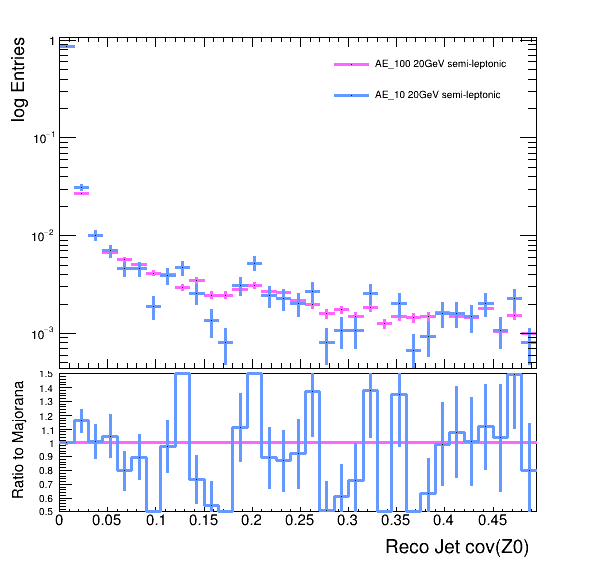 log Entries
1
10⁻¹
10⁻²
10⁻³
AE_100 20GeV semi-leptonic
AE_10 20GeV semi-leptonic
Ratio to Majorana
1.5
1.4
1.3
1.2
1.1
1
0.9
0.8
0.7
0.6
0.5
0 0.05 0.1 0.15 0.2 0.25 0.3 0.35 0.4 0.45
Reco Jet cov(Z0)